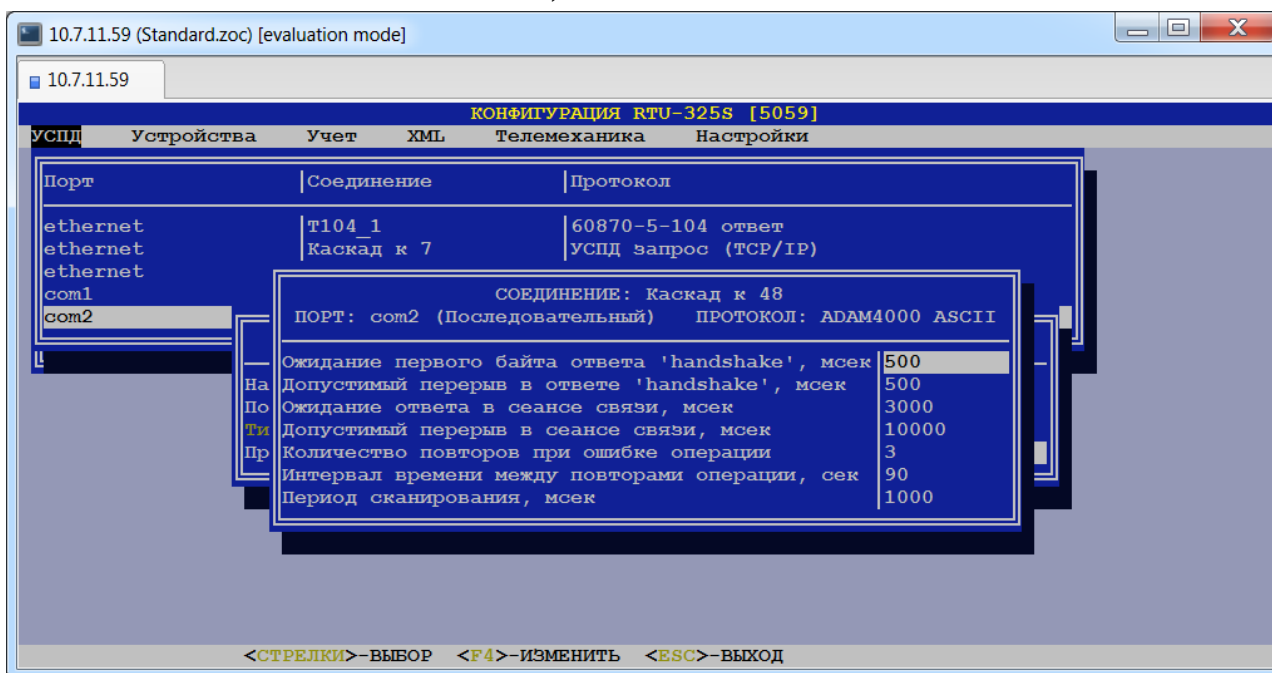 10.7.11.59 (Standard.zoc) [evaluation mode]
10.7.11.59
КОНФИГУРАЦИЯ RTU-325S [5059]
УСПД Устройства Учет XML Телемеханика Настройки
Порт Соединение Протокол
ethernet T104_1 60870-5-104 ответ
ethernet Каскад к 7 УСПД запрос (TCP/IP)
ethernet
com1
com2
СОЕДИНЕНИЕ: Каскад к 48
ПОРТ: com2 (Последовательный) ПРОТОКОЛ: ADAM4000 ASCII
Ожидание первого байта ответа 'handshake', мсек 500
На Допустимый перерыв в ответе 'handshake', мсек 500
По Ожидание ответа в сеансе связи, мсек 3000
Ти Допустимый перерыв в сеансе связи, мсек 10000
Пр Количество повторов при ошибке операции 3
Интервал времени между повторами операции, сек 90
Период сканирования, мсек 1000
<СТРЕЛКИ>-ВЫБОР <F4>-ИЗМЕНИТЬ <ESC>-ВЫХОД